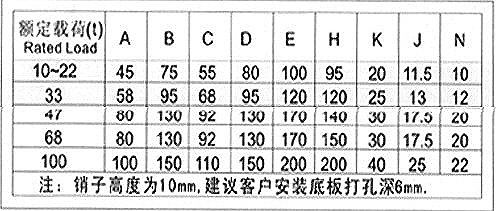 额定载荷(t) Rated Load A B C D E H K J N
10~22 45 75 55 80 100 95 20 11.5 10
33 58 95 68 95 120 120 25 13 12
47 80 130 92 130 170 140 30 17.5 20
68 80 130 92 130 170 150 30 17.5 20
100 100 150 110 150 200 200 40 25 22
注：销子高度为10mm,建议客户安装底板打孔深6mm.